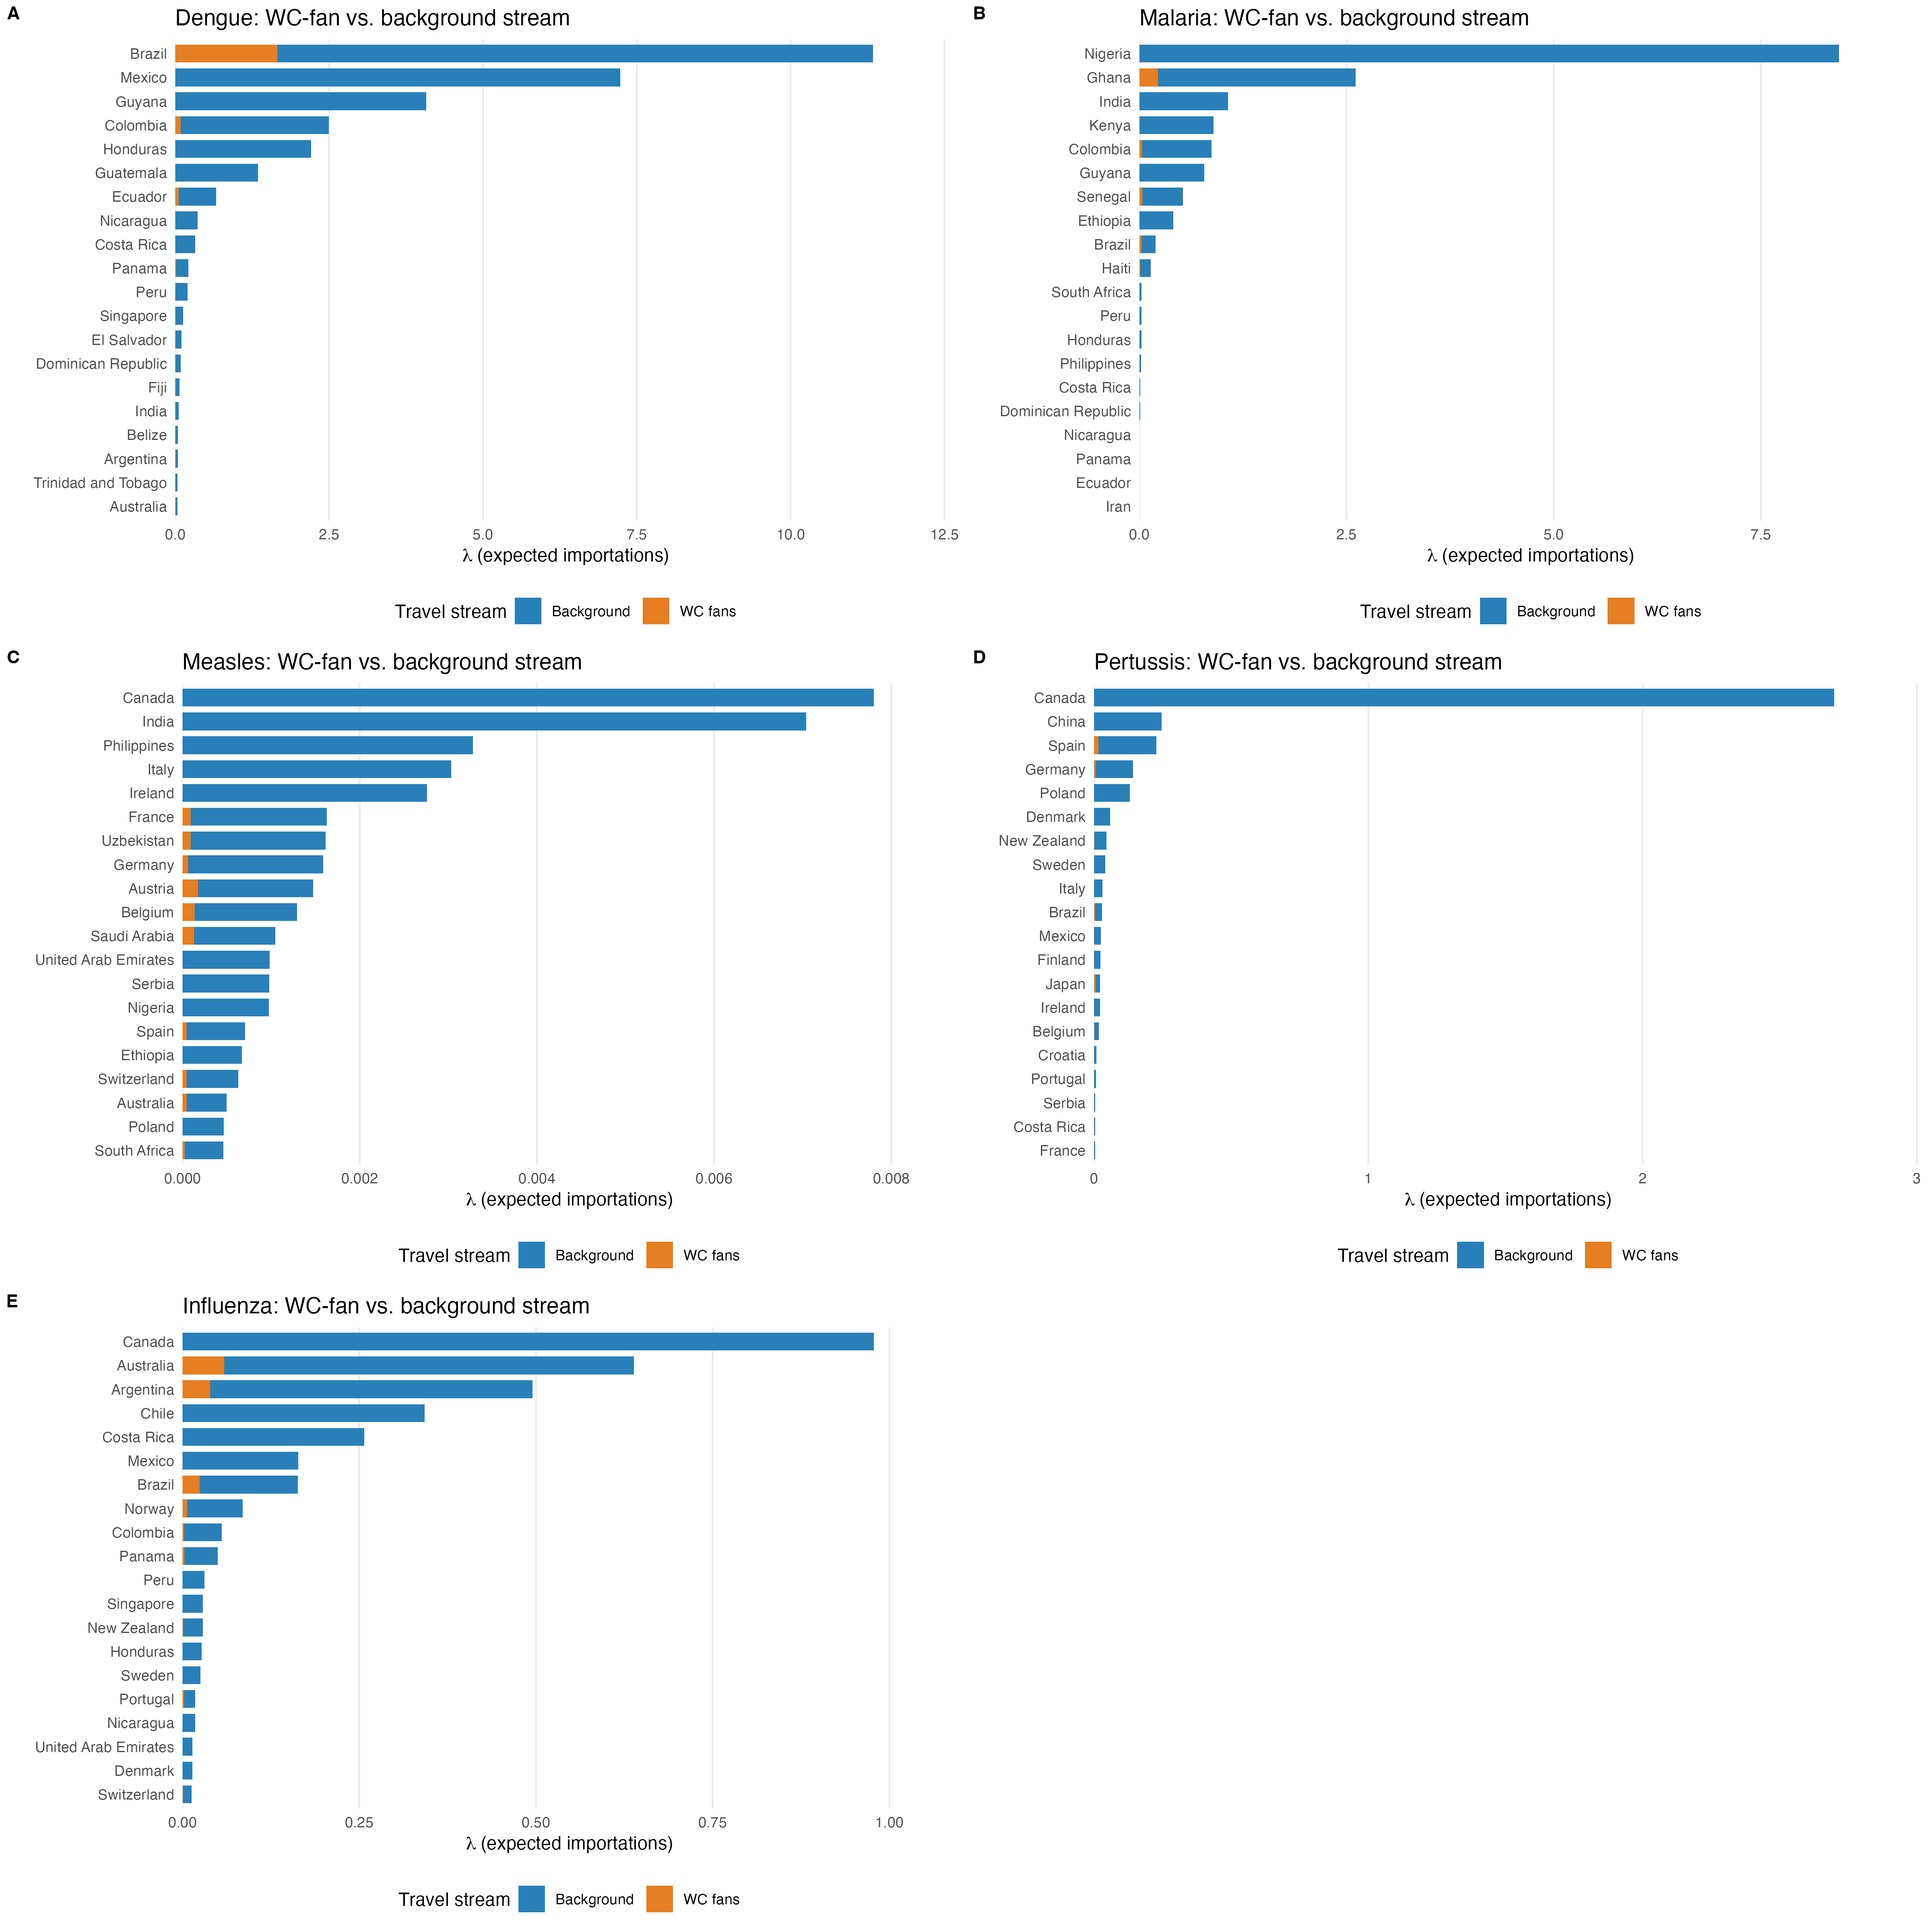 A
Dengue: WC-fan vs. background stream
Brazil
Mexico
Guyana
Colombia
Honduras
Guatemala
Ecuador
Nicaragua
Costa Rica
Panama
Peru
Singapore
El Salvador
Dominican Republic
Fiji
India
Belize
Argentina
Trinidad and Tobago
Australia
0.0 2.5 5.0 7.5 10.0 12.5
λ (expected importations)
Travel stream Background WC fans
B
Malaria: WC-fan vs. background stream
Nigeria
Ghana
India
Kenya
Colombia
Guyana
Senegal
Ethiopia
Brazil
Haiti
South Africa
Peru
Honduras
Philippines
Costa Rica
Dominican Republic
Nicaragua
Panama
Ecuador
Iran
0.0 2.5 5.0 7.5
λ (expected importations)
Travel stream Background WC fans
C
Measles: WC-fan vs. background stream
Canada
India
Philippines
Italy
Ireland
France
Uzbekistan
Germany
Austria
Belgium
Saudi Arabia
United Arab Emirates
Serbia
Nigeria
Spain
Ethiopia
Switzerland
Australia
Poland
South Africa
0.000 0.002 0.004 0.006 0.008
λ (expected importations)
Travel stream Background WC fans
D
Pertussis: WC-fan vs. background stream
Canada
China
Spain
Germany
Poland
Denmark
New Zealand
Sweden
Italy
Brazil
Mexico
Finland
Japan
Ireland
Belgium
Croatia
Portugal
Serbia
Costa Rica
France
0 1 2 3
λ (expected importations)
Travel stream Background WC fans
E
Influenza: WC-fan vs. background stream
Canada
Australia
Argentina
Chile
Costa Rica
Mexico
Brazil
Norway
Colombia
Panama
Peru
Singapore
New Zealand
Honduras
Sweden
Portugal
Nicaragua
United Arab Emirates
Denmark
Switzerland
0.00 0.25 0.50 0.75 1.00
λ (expected importations)
Travel stream Background WC fans